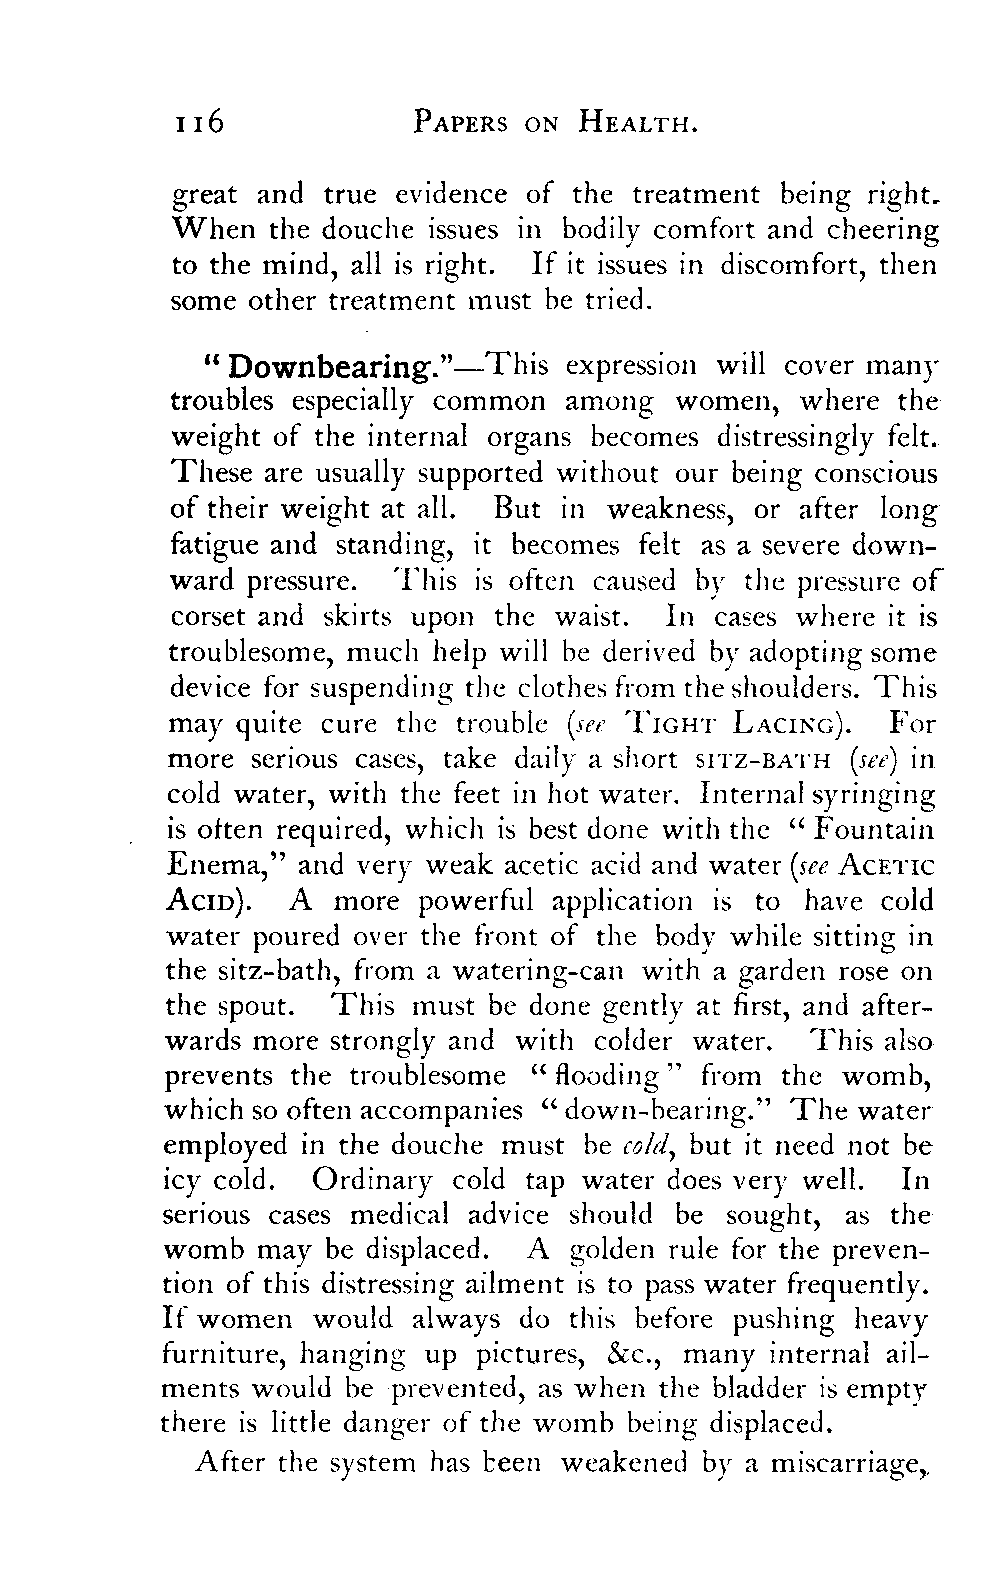 116 PAPERS ON HEALTH.
great and true evidence of the treatment being right.
When the douche issues in bodily comfort and cheering
to the mind, all is right. If it issues in discomfort, then
some other treatment must be tried.
"Downbearing."—This expression will cover many
troubles especially common among women, where the
weight of the internal organs becomes distressingly felt.
These are usually supported without our being conscious
of their weight at all. But in weakness, or after long
fatigue and standing, it becomes felt as a severe down-
ward pressure. This is often caused by the pressure of
corset and skirts upon the waist. In cases where it is
troublesome, much help will be derived by adopting some
device for suspending the clothes from the shoulders. This
may quite cure the trouble (see TIGHT LACING). For
more serious cases, take daily a short SITZ-BATH (see) in
cold water, with the feet in hot water. Internal syringing
is often required, which is best done with the "Fountain
Enema," and very weak acetic acid and water (see ACETIC
ACID). A more powerful application is to have cold
water poured over the front of the body while sitting in
the sitz-bath, from a watering-can with a garden rose on
the spout. This must be done gently at first, and after-
wards more strongly and with colder water. This also
prevents the troublesome "flooding" from the womb,
which so often accompanies "down-bearing." The water
employed in the douche must be cold, but it need not be
icy cold. Ordinary cold tap water does very well. In
serious cases medical advice should be sought, as the
womb may be displaced. A golden rule for the preven-
tion of this distressing ailment is to pass water frequently.
If women would always do this before pushing heavy
furniture, hanging up pictures, &c., many internal ail-
ments would be prevented, as when the bladder is empty
there is little danger of the womb being displaced.
After the system has been weakened by a miscarriage,